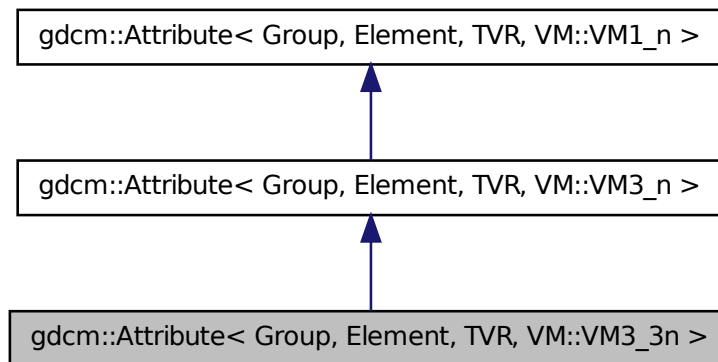 gdcm::Attribute< Group, Element, TVR, VM::VM1_n >
gdcm::Attribute< Group, Element, TVR, VM::VM3_n >
gdcm::Attribute< Group, Element, TVR, VM::VM3_3n >